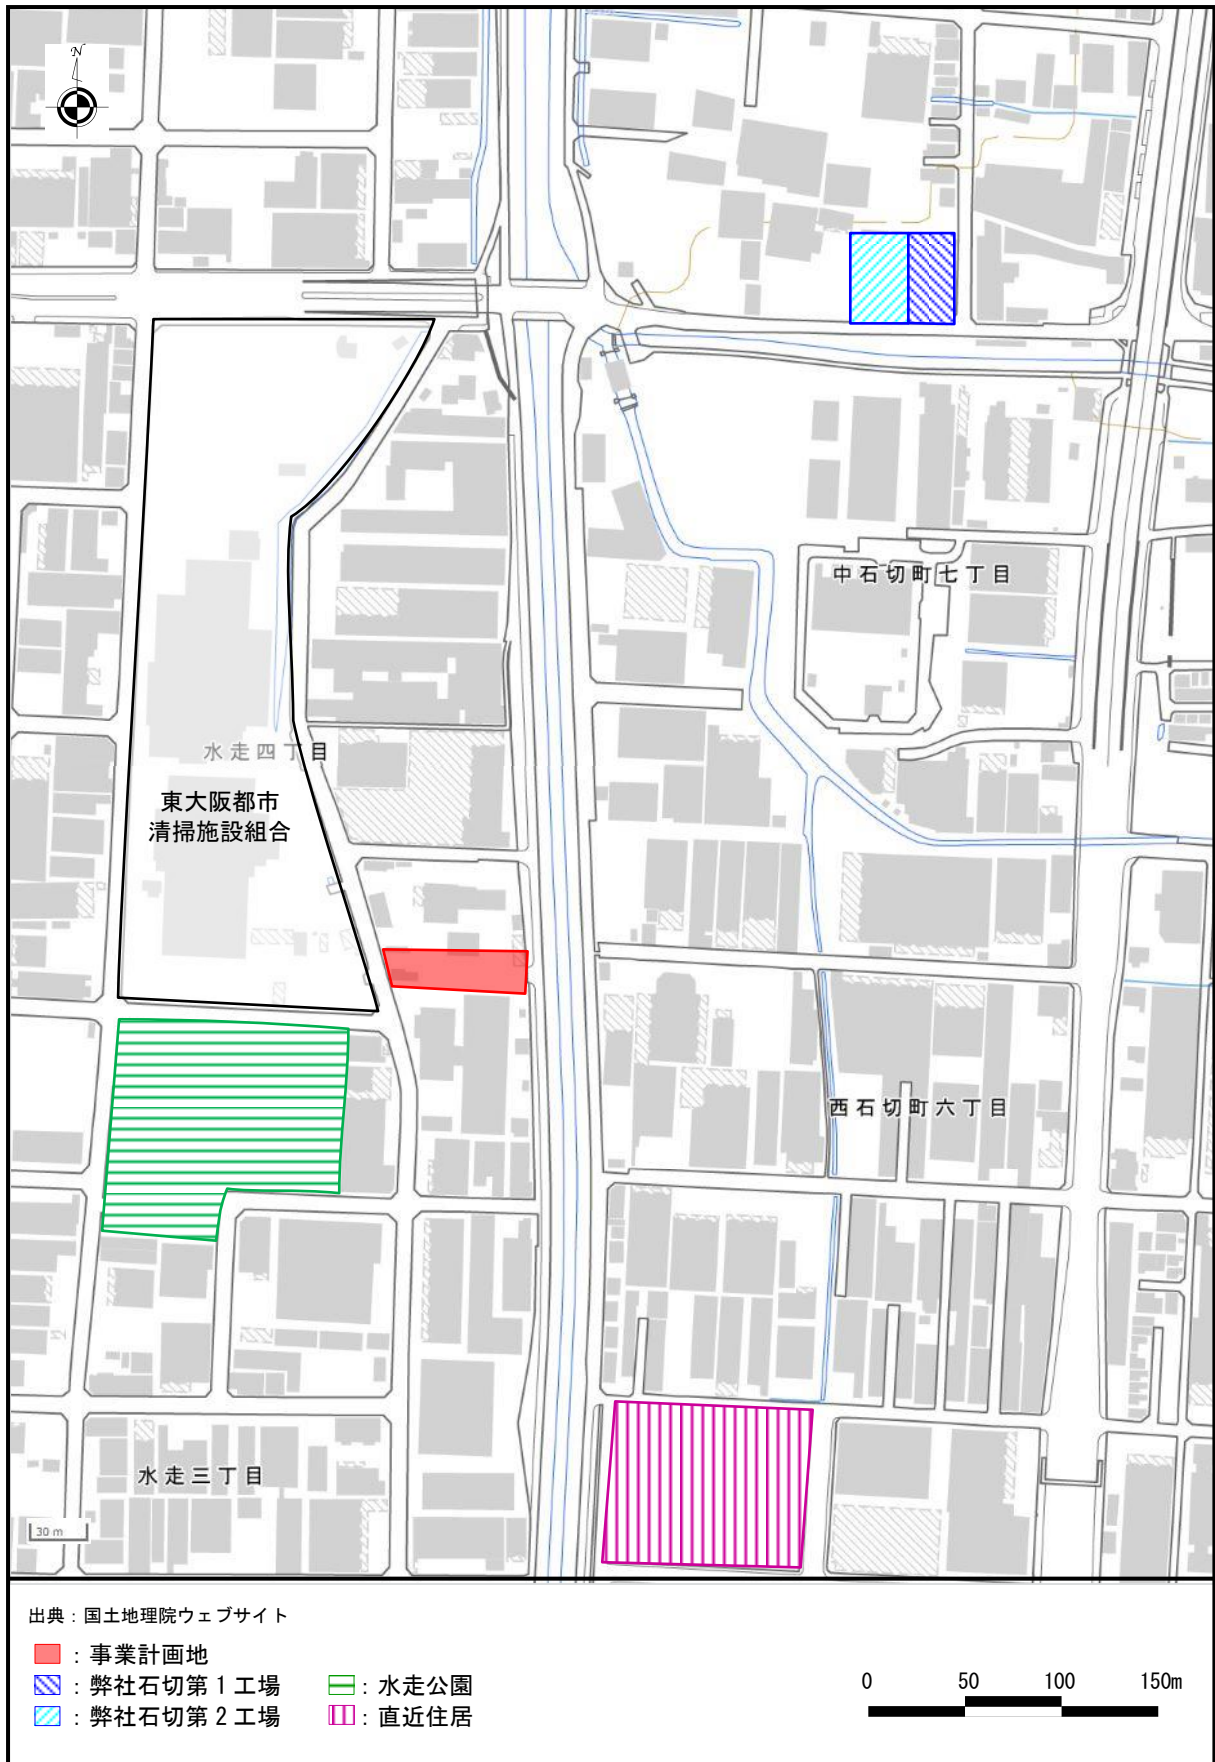 N
中石切町七丁目
水走四丁目
東大阪都市
清掃施設組合
西石切町六丁目
水走三丁目
30 m
出典：国土地理院ウェブサイト
：事業計画地
：弊社石切第1工場
：水走公園
：弊社石切第2工場
：直近住居
0 50 100 150m